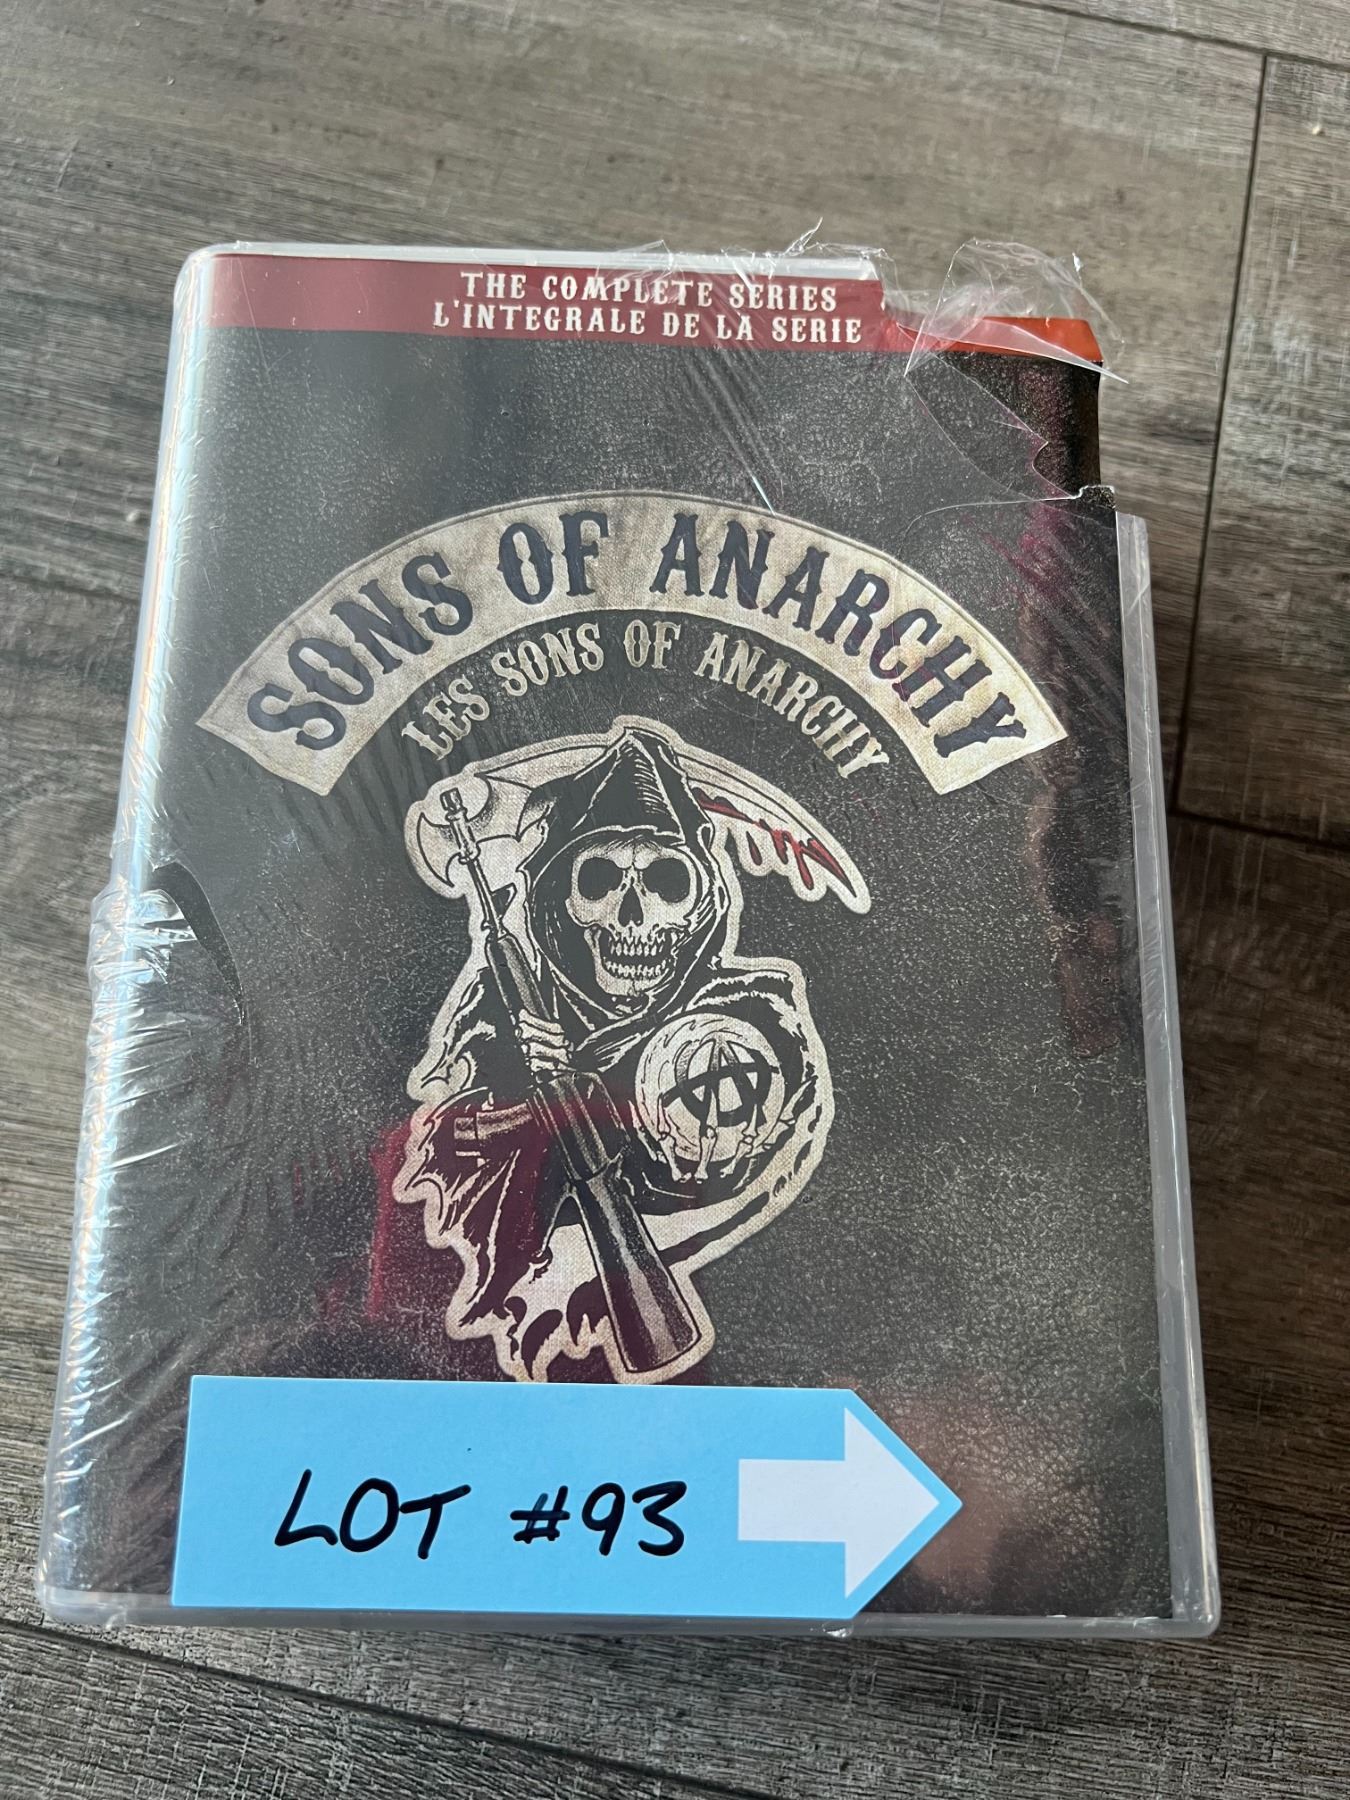 THE COMPLETE SERIES
L'INTEGRALE DE LA SERIE
SONS OF ANARCHY
LES SONS OF ANARCHY
A
LOT #93